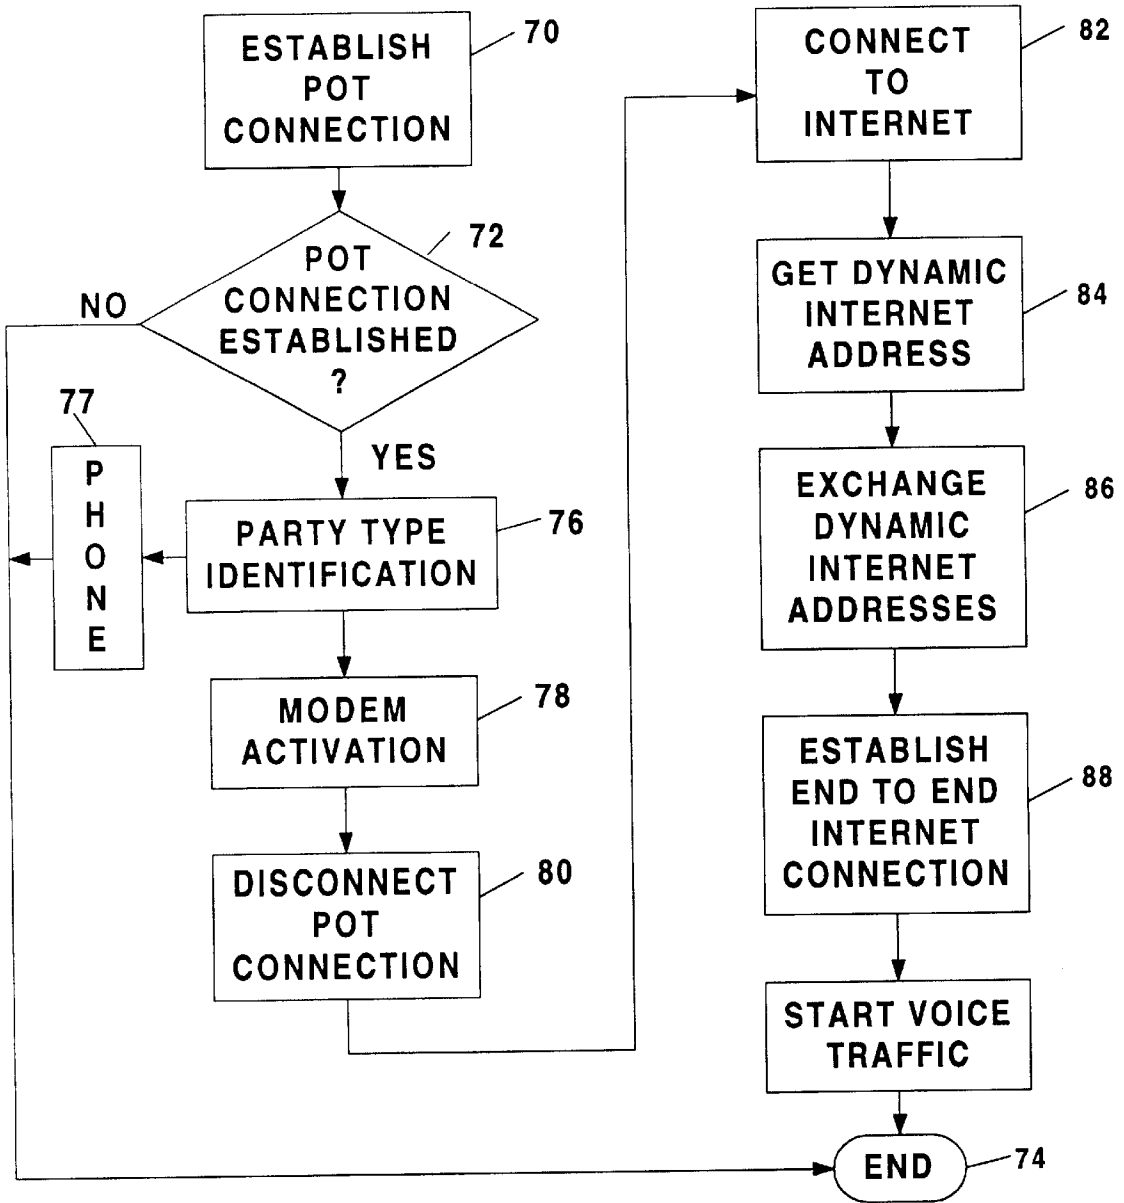 ESTABLISH
POT
CONNECTION
70
POT
CONNECTION
ESTABLISHED
?
72
NO
YES
77
P
H
O
N
E
PARTY TYPE
IDENTIFICATION
76
MODEM
ACTIVATION
78
DISCONNECT
POT
CONNECTION
80
CONNECT
TO
INTERNET
82
GET DYNAMIC
INTERNET
ADDRESS
84
EXCHANGE
DYNAMIC
INTERNET
ADDRESSES
86
ESTABLISH
END TO END
INTERNET
CONNECTION
88
START VOICE
TRAFFIC
END
74